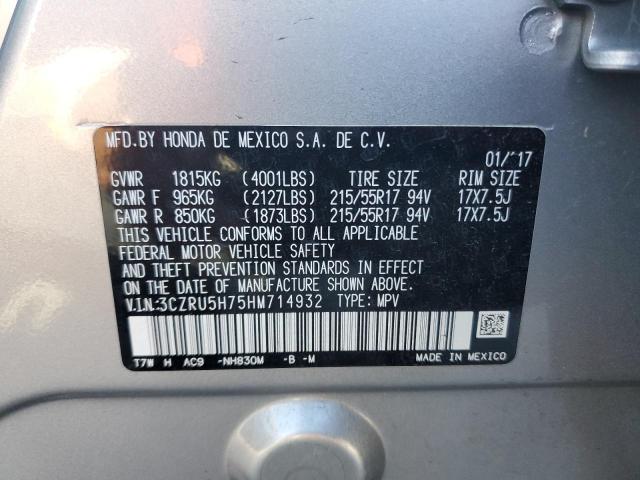 MFD.BY HONDA DE MEXICO S.A. DE C.V.
01/'17
GVWR 1815KG (4001LBS) TIRE SIZE RIM SIZE
GAWR F 965KG (2127LBS) 215/55R17 94V 17X7.5J
GAWR R 850KG (1873LBS) 215/55R17 94V 17X7.5J
THIS VEHICLE CONFORMS TO ALL APPLICABLE
FEDERAL MOTOR VEHICLE SAFETY
AND THEFT PREVENTION STANDARDS IN EFFECT
ON THE DATE OF MANUFACTURE SHOWN ABOVE.
V.I.N:3CZRU5H75HM714932 TYPE: MPV
T7W H AC9 -NH830M -B -M MADE IN MEXICO